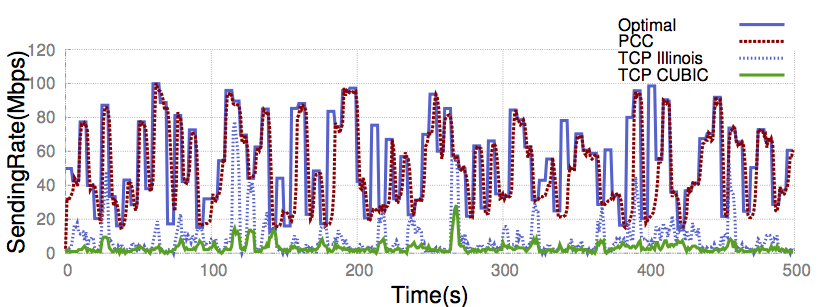 Optimal
PCC
TCP Illinois
TCP CUBIC
120
100
80
60
40
20
0
SendingRate(Mbps)
0 100 200 300 400 500
Time(s)